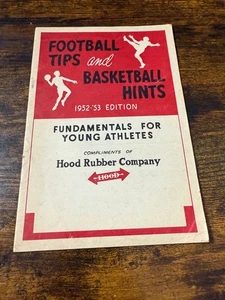 FOOTBALL
TIPS and
BASKETBALL
HINTS
1952-'53 EDITION
FUNDAMENTALS FOR
YOUNG ATHLETES
COMPLIMENTS OF
Hood Rubber Company
HOOD